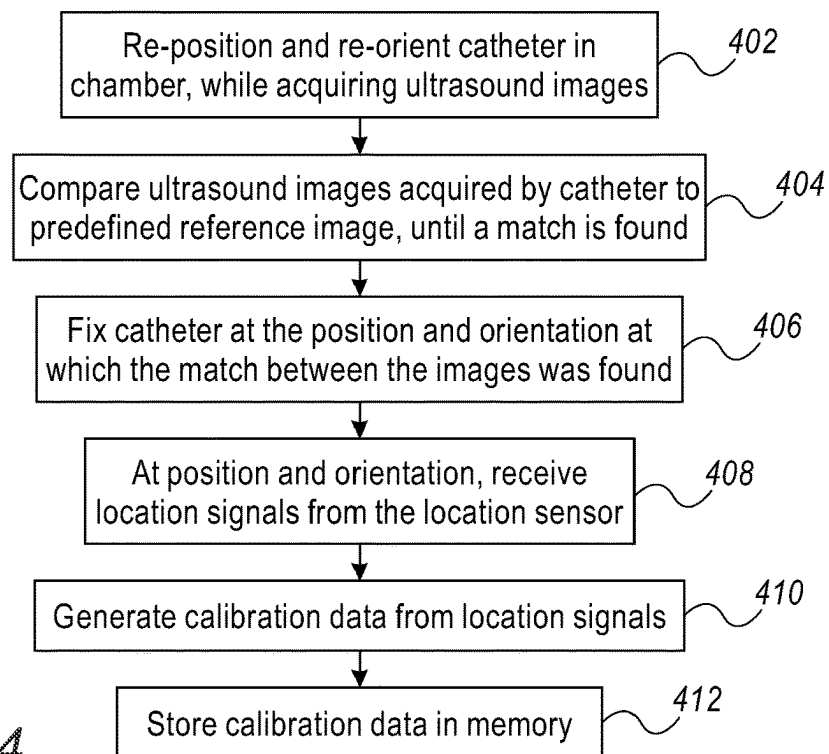 Re-position and re-orient catheter in
chamber, while acquiring ultrasound images
402
Compare ultrasound images acquired by catheter to
predefined reference image, until a match is found
404
Fix catheter at the position and orientation at
which the match between the images was found
406
At position and orientation, receive
location signals from the location sensor
408
Generate calibration data from location signals
410
Store calibration data in memory
412
4